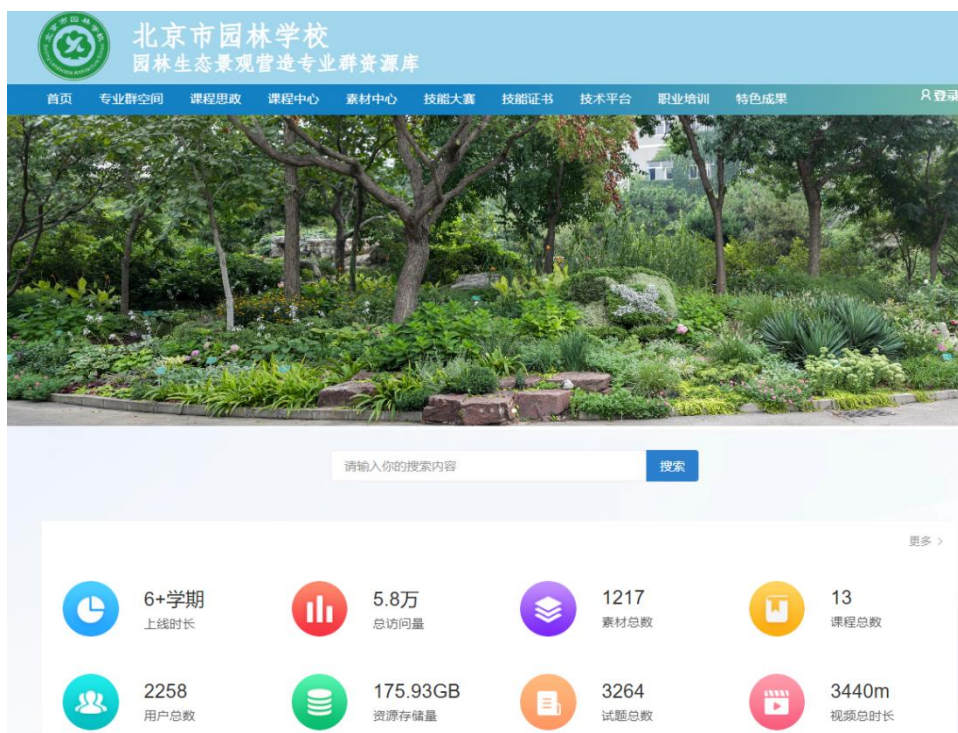 北京市园林学校
园林生态景观营造专业群资源库
首页 专业群空间 课程思政 课程中心 素材中心 技能大赛 技能证书 技术平台 职业培训 特色成果 登录
请输入你的搜索内容 搜索
更多 >
6+学期 5.8万 1217 13
上线时长 总访问量 素材总数 课程总数
2258 175.93GB 3264 3440m
用户总数 资源存储量 试题总数 视频总时长